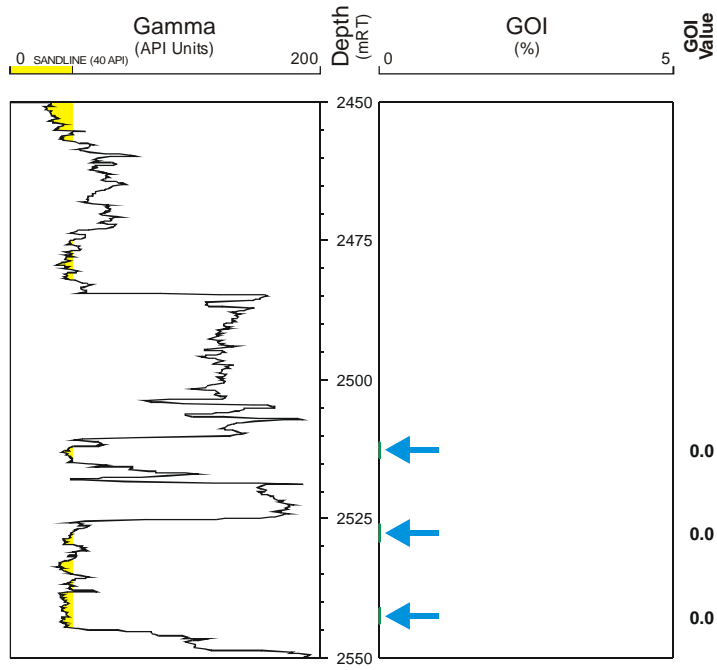 Gamma
(API Units)
0 SANDLINE (40 API) 200
Depth
(mRT)
GOI
(%)
0 5
GOI
Value
2450
2475
2500
2525
2550
0.0
0.0
0.0